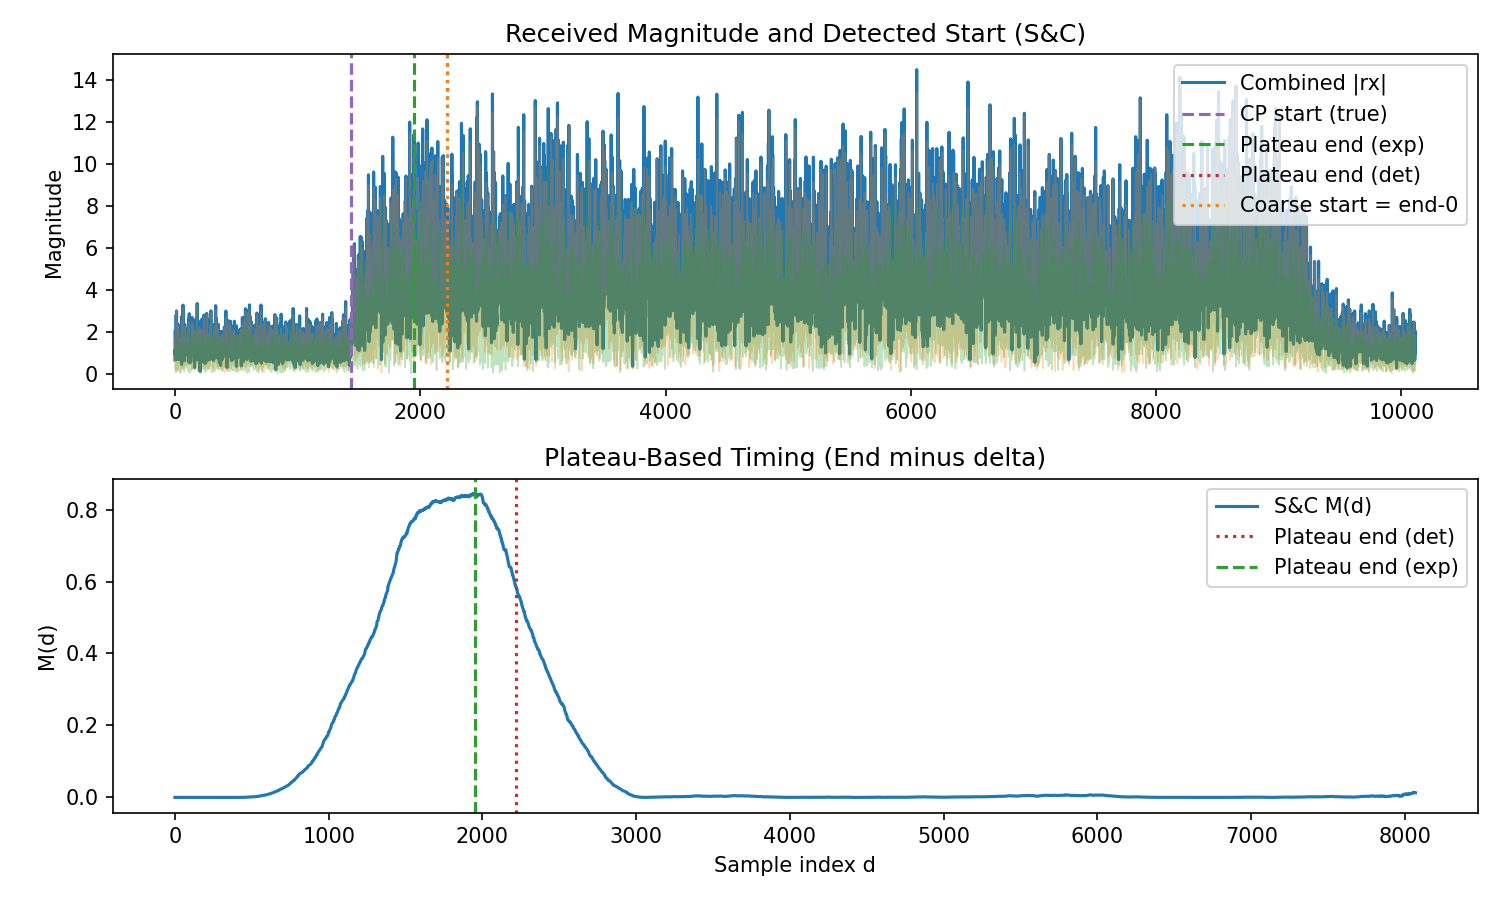 Received Magnitude and Detected Start (S&C)
Magnitude
14
12
10
8
6
4
2
0
Combined |rx|
CP start (true)
Plateau end (exp)
Plateau end (det)
Coarse start = end-0
0 2000 4000 6000 8000 10000
Plateau-Based Timing (End minus delta)
M(d)
0.8
0.6
0.4
0.2
0.0
S&C M(d)
Plateau end (det)
Plateau end (exp)
0 1000 2000 3000 4000 5000 6000 7000 8000
Sample index d